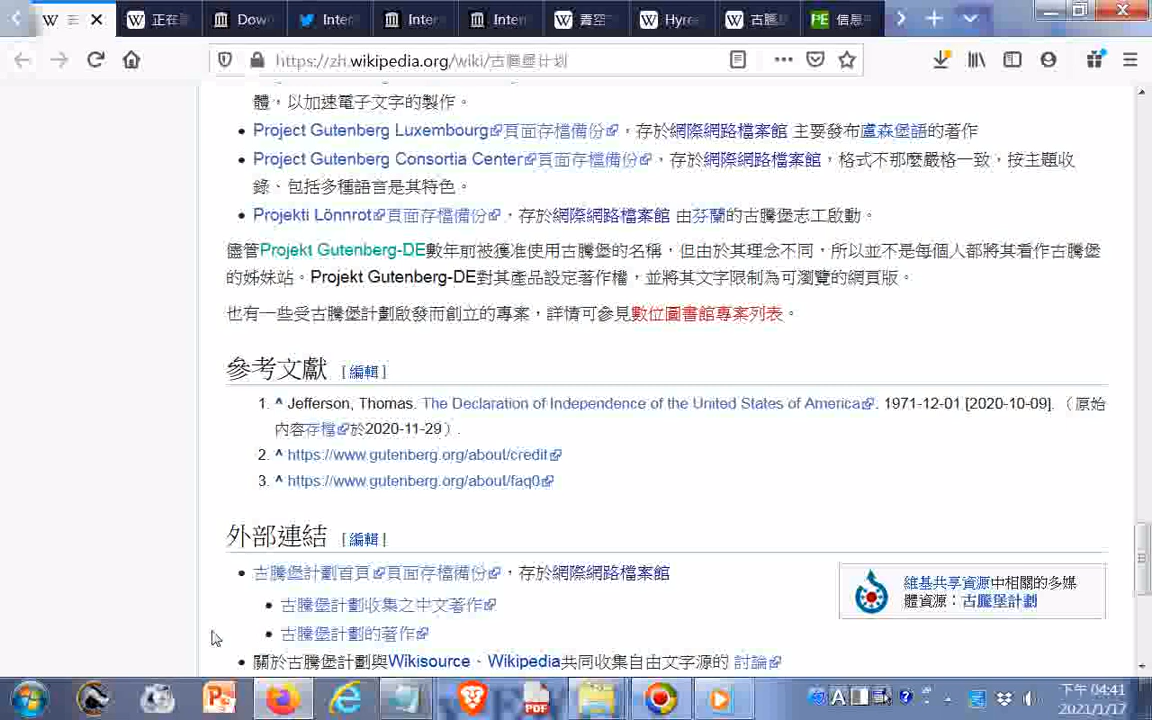 Dow
Inter
Inter
Inter
青空
Hyre
古騰
信息
https://zh.wikipedia.org/wiki/古騰堡计划
體，以加速電子文字的製作。
Project Gutenberg Luxembourg頁面存檔備份，存於網際網路檔案館 主要發布盧森堡語的著作
Project Gutenberg Consortia Center頁面存檔備份，存於網際網路檔案館，格式不那麼嚴格一致，按主題收
錄、包括多種語言是其特色。
Projekti Lönnrot頁面存檔備份，存於網際網路檔案館 由芬蘭的古騰堡志工啟動。
儘管Projekt Gutenberg-DE數年前被獲准使用古騰堡的名稱，但由於其理念不同，所以並不是每個人都將其看作古騰堡
的姊妹站。Projekt Gutenberg-DE對其產品設定著作權，並將其文字限制為可瀏覽的網頁版。
也有一些受古騰堡計劃啟發而創立的專案，詳情可參見數位圖書館專案列表。
參考文獻 [編輯]
1. ^ Jefferson, Thomas. The Declaration of Independence of the United States of America. 1971-12-01 [2020-10-09]. （原始
內容存檔於2020-11-29）.
2. ^ https://www.gutenberg.org/about/credit
3. ^ https://www.gutenberg.org/about/faq0
外部連結 [編輯]
古騰堡計劃首頁頁面存檔備份，存於網際網路檔案館
維基共享資源中相關的多媒
體資源：古騰堡計劃
古騰堡計劃收集之中文著作
古騰堡計劃的著作
關於古騰堡計劃與Wikisource、Wikipedia共同收集自由文字源的 討論
下午 04:41
2021/1/17